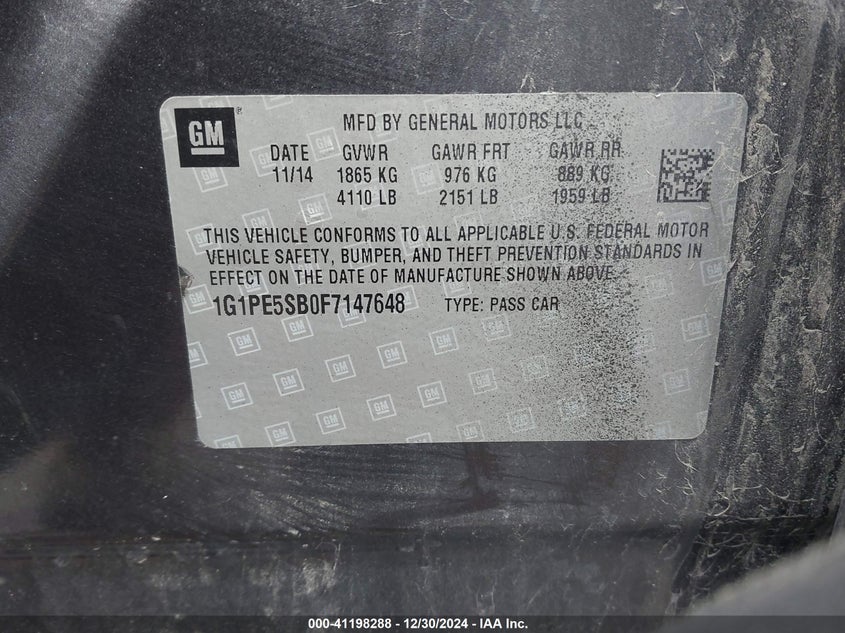 GM ® MFD BY GENERAL MOTORS LLC
DATE GVWR GAWR FRT GAWR RR
11/14 1865 KG 976 KG 889 KG
4110 LB 2151 LB 1959 LB
THIS VEHICLE CONFORMS TO ALL APPLICABLE U.S. FEDERAL MOTOR
VEHICLE SAFETY, BUMPER, AND THEFT PREVENTION STANDARDS IN
EFFECT ON THE DATE OF MANUFACTURE SHOWN ABOVE.
1G1PE5SB0F7147648 TYPE: PASS CAR
000-41198288 - 12/30/2024 - IAA Inc.